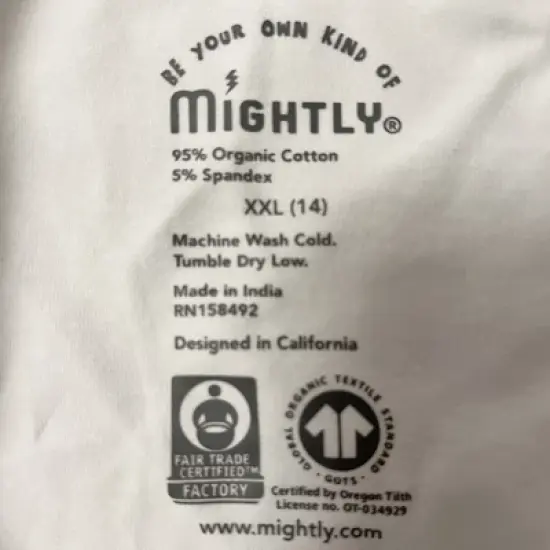 BE YOUR OWN KIND OF
MIGHTLY®
95% Organic Cotton
5% Spandex
XXL (14)
Machine Wash Cold.
Tumble Dry Low.
Made in India
RN158492
Designed in California
FAIR TRADE
CERTIFIED™
FACTORY
GLOBAL ORGANIC TEXTILE STANDARD
· GOTS ·
Certified by Oregon Tilth
License no. OT-034929
www.mightly.com